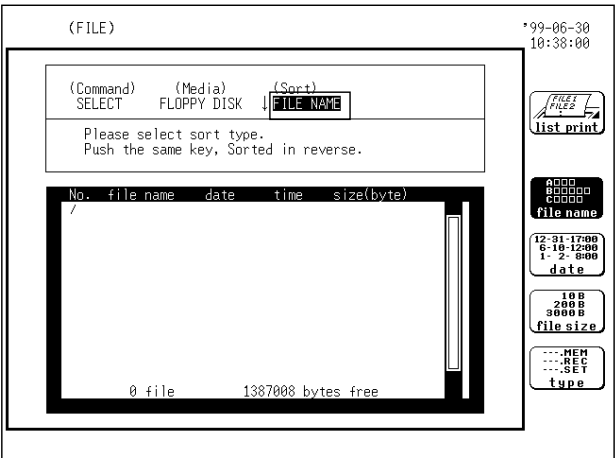 (FILE)
'99-06-30
10:38:00
(Command) (Media) (Sort)
SELECT FLOPPY DISK ↓FILE NAME
Please select sort type.
Push the same key, Sorted in reverse.
No. file name date time size(byte)
/
0 file 1387008 bytes free
FILE1
FILE2
list print
A□□□
B□□□□□
C□□□□
file name
12-31-17:00
6-10-12:00
1- 2- 8:00
date
10B
200B
3000B
file size
---.MEM
---.REC
---.SET
type